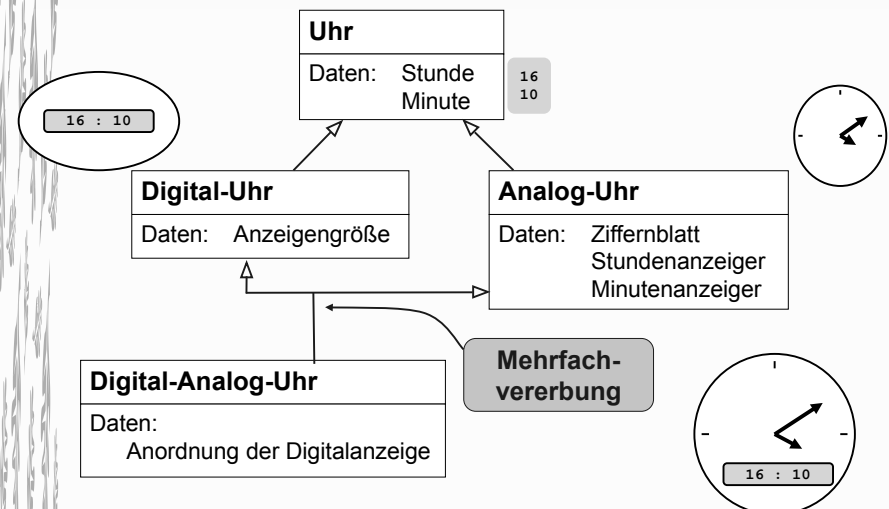 Uhr
Daten: Stunde
Minute
16
10
16 : 10
Digital-Uhr
Daten: Anzeigengröße
Analog-Uhr
Daten: Ziffernblatt
Stundenanzeiger
Minutenanzeiger
Mehrfach-
vererbung
Digital-Analog-Uhr
Daten:
Anordnung der Digitalanzeige
16 : 10